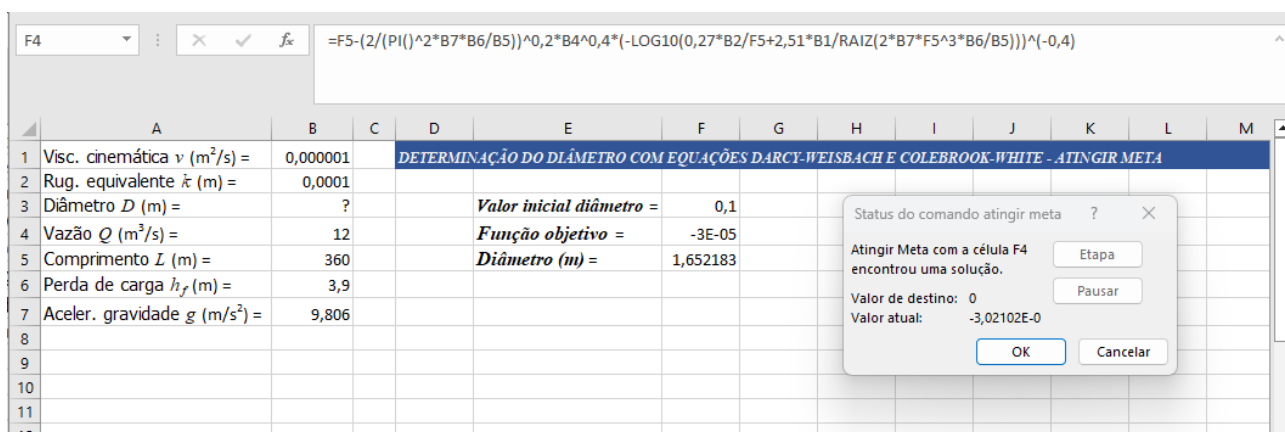 F4 fx =F5-(2/(PI()^2*B7*B6/B5))^0,2*B4^0,4*(-LOG10(0,27*B2/F5+2,51*B1/RAIZ(2*B7*F5^3*B6/B5)))^(-0,4)
A B C D E F G H I J K L M
1 Visc. cinemática ν (m²/s) = 0,000001 DETERMINAÇÃO DO DIÂMETRO COM EQUAÇÕES DARCY-WEISBACH E COLEBROOK-WHITE - ATINGIR META
2 Rug. equivalente k (m) = 0,0001
3 Diâmetro D (m) = ? Valor inicial diâmetro = 0,1
4 Vazão Q (m³/s) = 12 Função objetivo = -3E-05
5 Comprimento L (m) = 360 Diâmetro (m) = 1,652183
6 Perda de carga hf (m) = 3,9
7 Aceler. gravidade g (m/s²) = 9,806
8
9
10
11
Status do comando atingir meta ?
Atingir Meta com a célula F4
encontrou uma solução.
Etapa
Valor de destino: 0
Pausar
Valor atual: -3,02102E-0
OK Cancelar